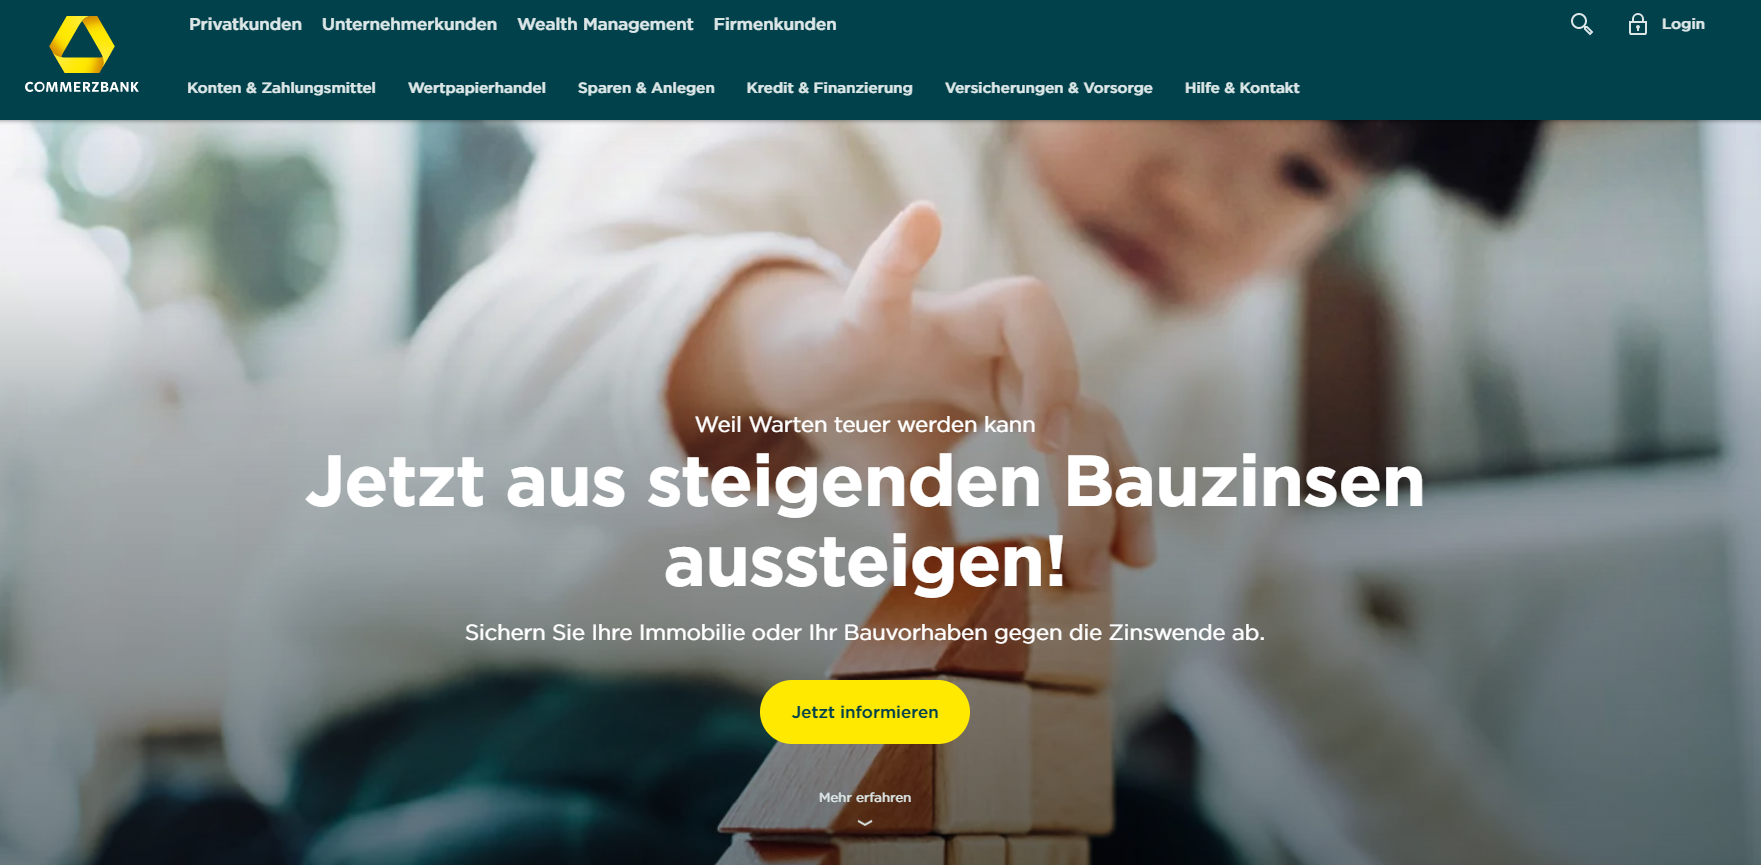 Privatkunden Unternehmerkunden Wealth Management Firmenkunden
Login
COMMERZBANK
Konten & Zahlungsmittel Wertpapierhandel Sparen & Anlegen Kredit & Finanzierung Versicherungen & Vorsorge Hilfe & Kontakt
Weil Warten teuer werden kann
Jetzt aus steigenden Bauzinsen
aussteigen!
Sichern Sie Ihre Immobilie oder Ihr Bauvorhaben gegen die Zinswende ab.
Jetzt informieren
Mehr erfahren